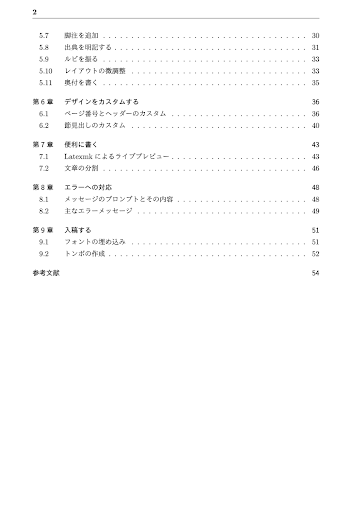 2
5.7 脚注を追加 . . . . . . . . . . . . . . . . . . . . . . . . . . . . . . . . . 30
5.8 出典を明記する . . . . . . . . . . . . . . . . . . . . . . . . . . . . . . . 31
5.9 ルビを振る . . . . . . . . . . . . . . . . . . . . . . . . . . . . . . . . . 33
5.10 レイアウトの微調整 . . . . . . . . . . . . . . . . . . . . . . . . . . . . 33
5.11 奥付を書く . . . . . . . . . . . . . . . . . . . . . . . . . . . . . . . . . 35
第 6 章 デザインをカスタムする 36
6.1 ページ番号とヘッダーのカスタム . . . . . . . . . . . . . . . . . . . . . . 36
6.2 節見出しのカスタム . . . . . . . . . . . . . . . . . . . . . . . . . . . . 40
第 7 章 便利に書く 43
7.1 Latexmk によるライブプレビュー . . . . . . . . . . . . . . . . . . . . . . 43
7.2 文章の分割 . . . . . . . . . . . . . . . . . . . . . . . . . . . . . . . . . 46
第 8 章 エラーへの対応 48
8.1 メッセージのプロンプトとその内容 . . . . . . . . . . . . . . . . . . . . . 48
8.2 主なエラーメッセージ . . . . . . . . . . . . . . . . . . . . . . . . . . . 49
第 9 章 入稿する 51
9.1 フォントの埋め込み . . . . . . . . . . . . . . . . . . . . . . . . . . . . 51
9.2 トンボの作成 . . . . . . . . . . . . . . . . . . . . . . . . . . . . . . . . 52
参考文献 54